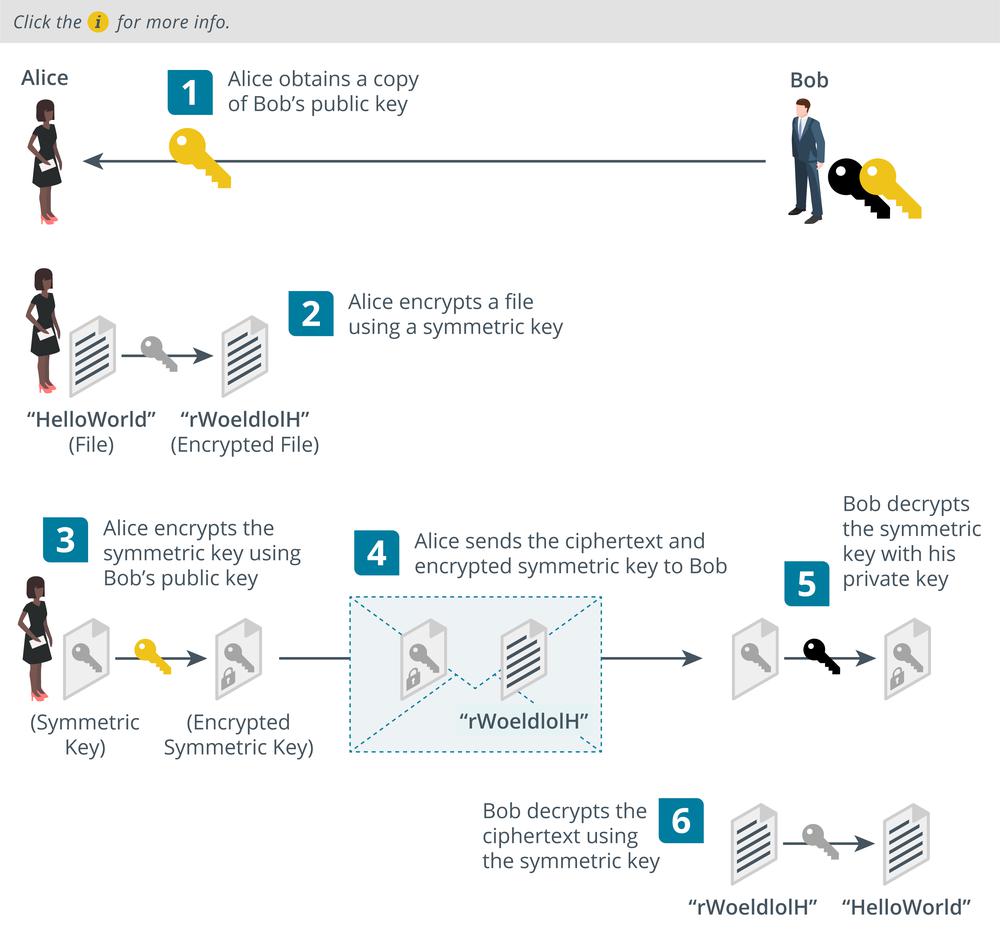 Click the i for more info.
Alice
1
Alice obtains a copy
of Bob’s public key
Bob
2
Alice encrypts a file
using a symmetric key
“HelloWorld”
(File)
“rWoeldlolH”
(Encrypted File)
3
Alice encrypts the
symmetric key using
Bob’s public key
4
Alice sends the ciphertext and
encrypted symmetric key to Bob
5
Bob decrypts
the symmetric
key with his
private key
(Symmetric
Key)
(Encrypted
Symmetric Key)
“rWoeldlolH”
Bob decrypts the
ciphertext using
the symmetric key
6
“rWoeldlolH”
“HelloWorld”